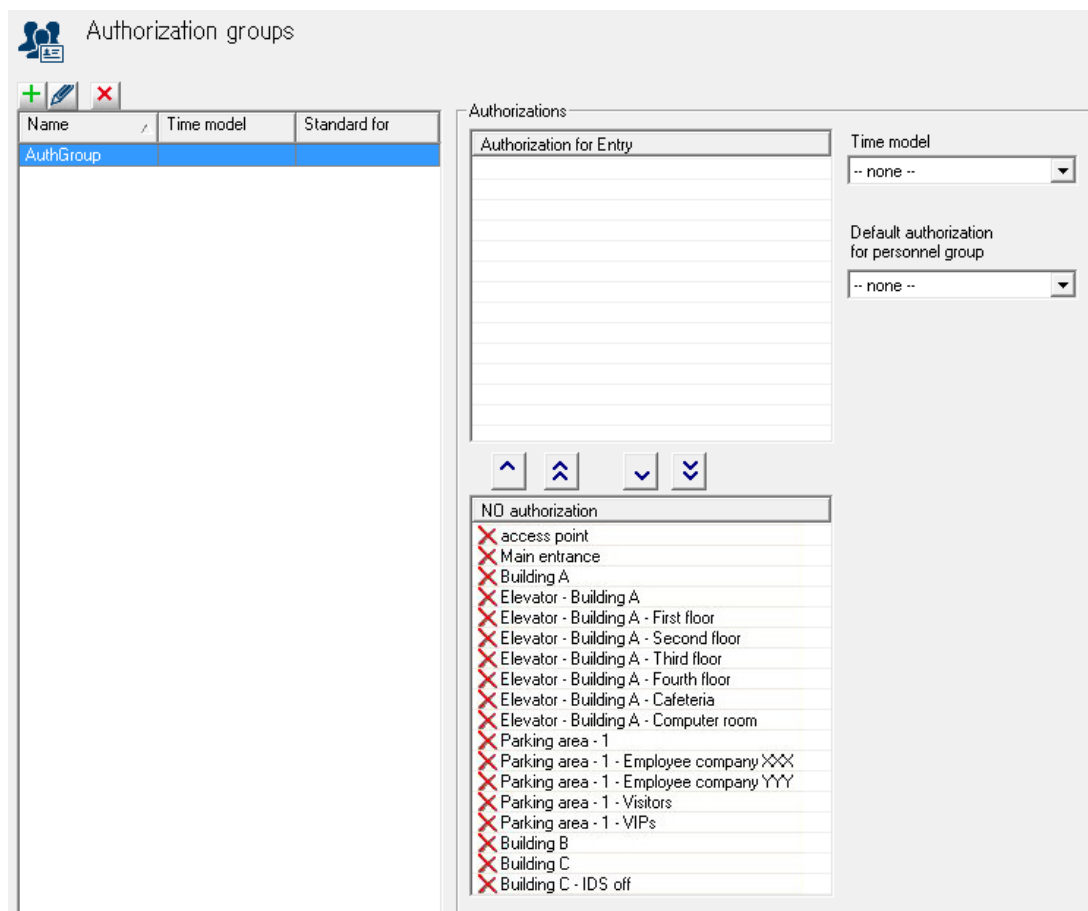 Authorization groups
Name
Time model
Standard for
AuthGroup
Authorizations
Authorization for Entry
Time model
-- none --
Default authorization
for personnel group
-- none --
NO authorization
access point
Main entrance
Building A
Elevator - Building A
Elevator - Building A - First floor
Elevator - Building A - Second floor
Elevator - Building A - Third floor
Elevator - Building A - Fourth floor
Elevator - Building A - Cafeteria
Elevator - Building A - Computer room
Parking area - 1
Parking area - 1 - Employee company XXX
Parking area - 1 - Employee company YYY
Parking area - 1 - Visitors
Parking area - 1 - VIPs
Building B
Building C
Building C - IDS off